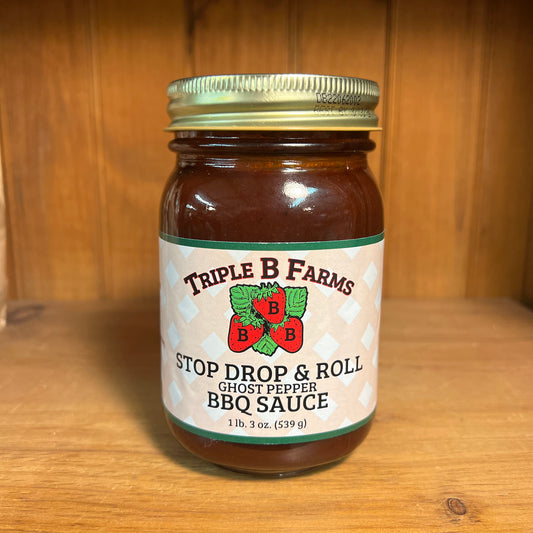 TRIPLE B FARMS
B
B B
STOP DROP & ROLL
GHOST PEPPER
BBQ SAUCE
1 lb. 3 oz. (539 g)